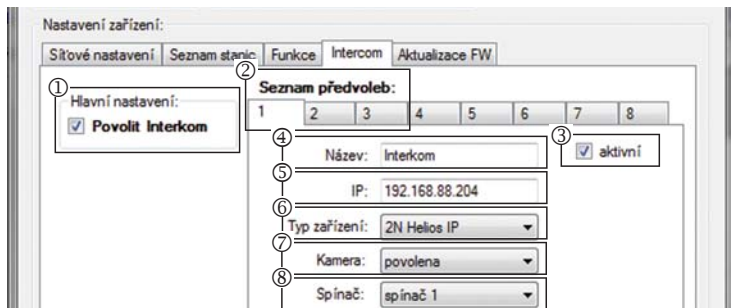 Nastavení zařízení:
Síťové nastavení Seznam stanic Funkce Intercom Aktualizace FW
① ②
Hlavní nastavení:
Povolit Interkom
Seznam předvoleb:
1 2 3 4 5 6 7 8
③ aktivní
④ Název: Interkom
⑤ IP: 192.168.88.204
⑥ Typ zařízení: 2N Helios IP
⑦ Kamera: povolena
⑧ Spínač: spínač 1